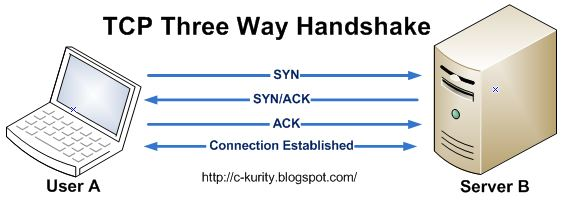 TCP Three Way Handshake
SYN
SYN/ACK
ACK
Connection Established
User A
http://c-kurity.blogspot.com/
Server B